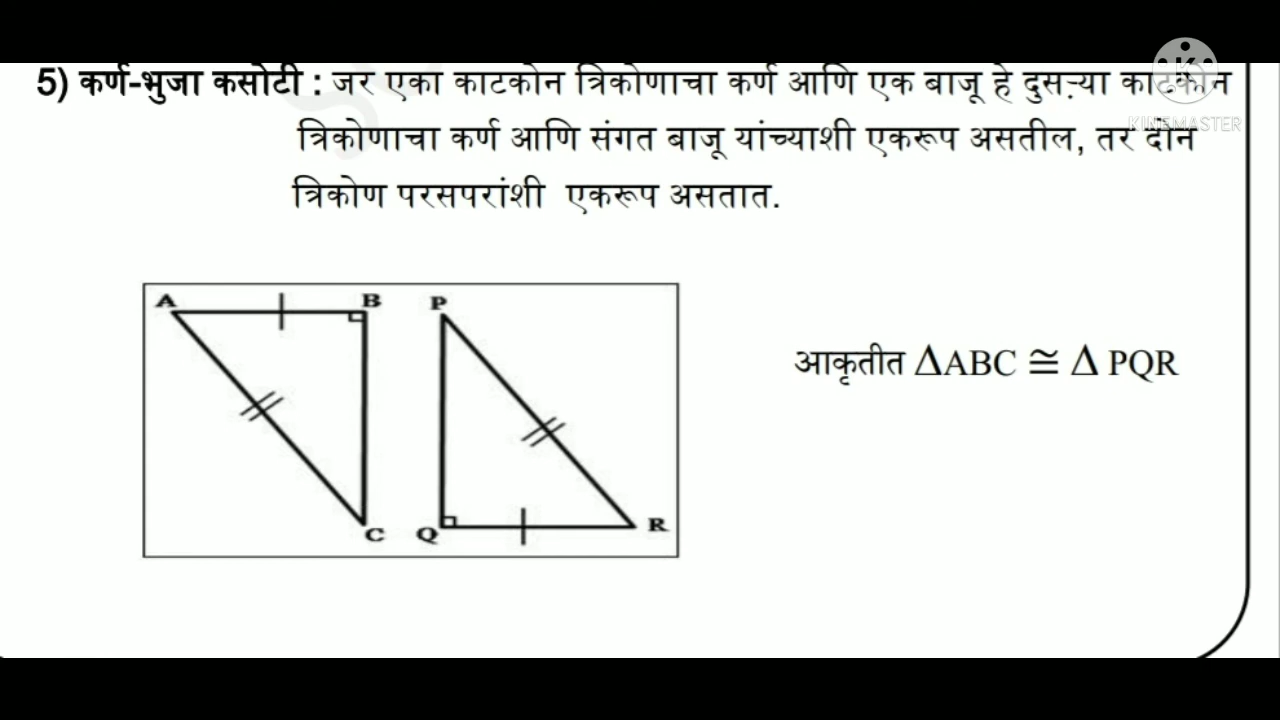 5) कर्ण-भुजा कसोटी : जर एका काटकोन त्रिकोणाचा कर्ण आणि एक बाजू हे दुसऱ्या काटकोन
KINEMASTER
त्रिकोणाचा कर्ण आणि संगत बाजू यांच्याशी एकरूप असतील, तर दोन
त्रिकोण परसपरांशी एकरूप असतात.
A B P
आकृतीत ΔABC ≅ Δ PQR
C Q R